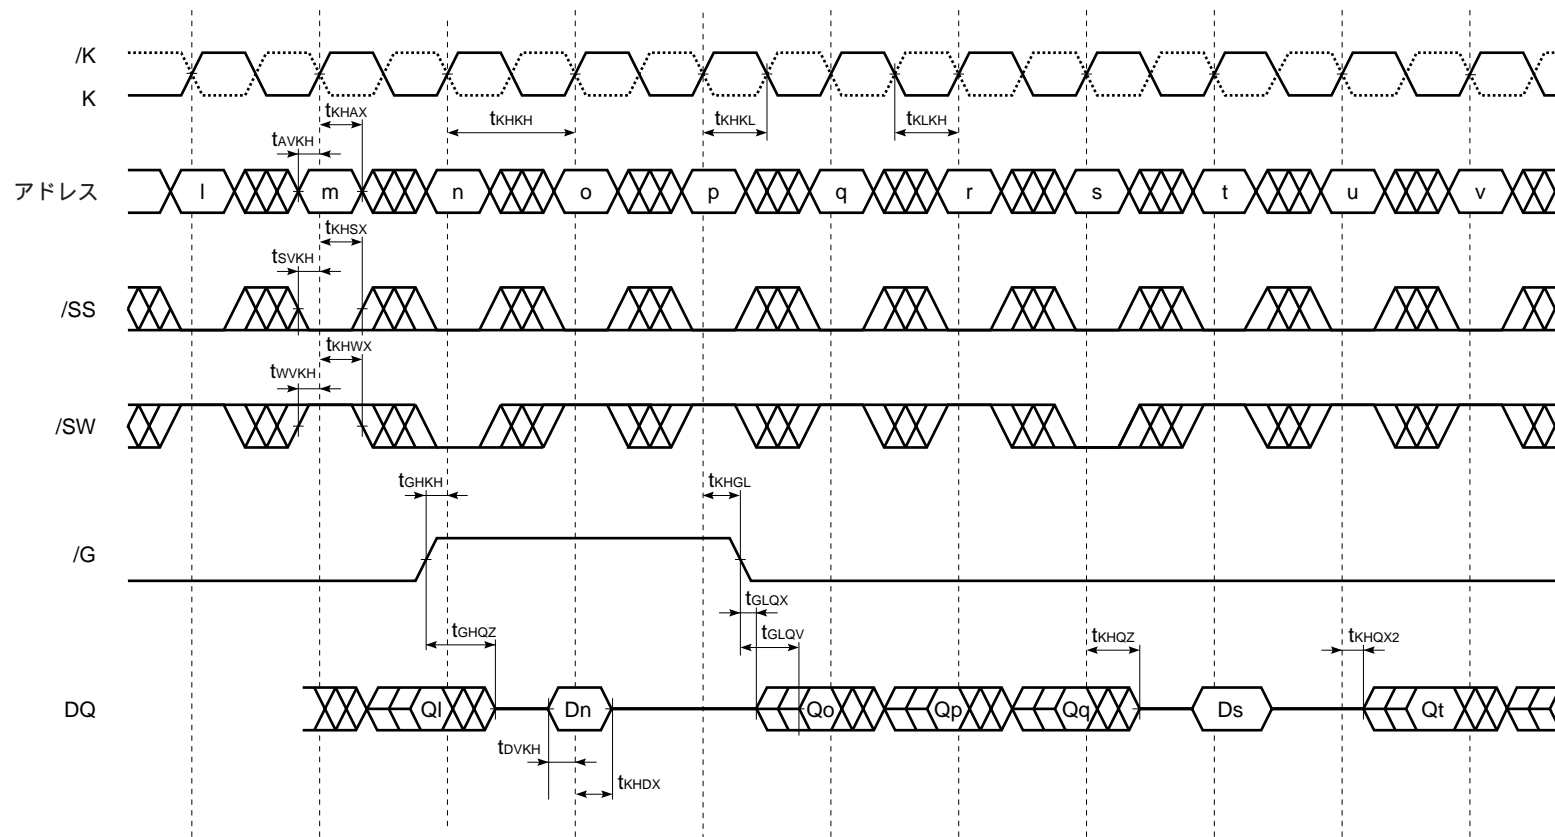 /K
K
tKHAX
tKHKH
tKHKL
tKLKH
tAVKH
アドレス
l
m
n
o
p
q
r
s
t
u
v
tKHSX
tSVKH
/SS
tKHWX
tWVKH
/SW
tGHKH
tKHGL
/G
tGLQX
tGHQZ
tGLQV
tKHQZ
tKHQX2
DQ
Ql
Dn
Qo
Qp
Qq
Ds
Qt
tDVKH
tKHDX